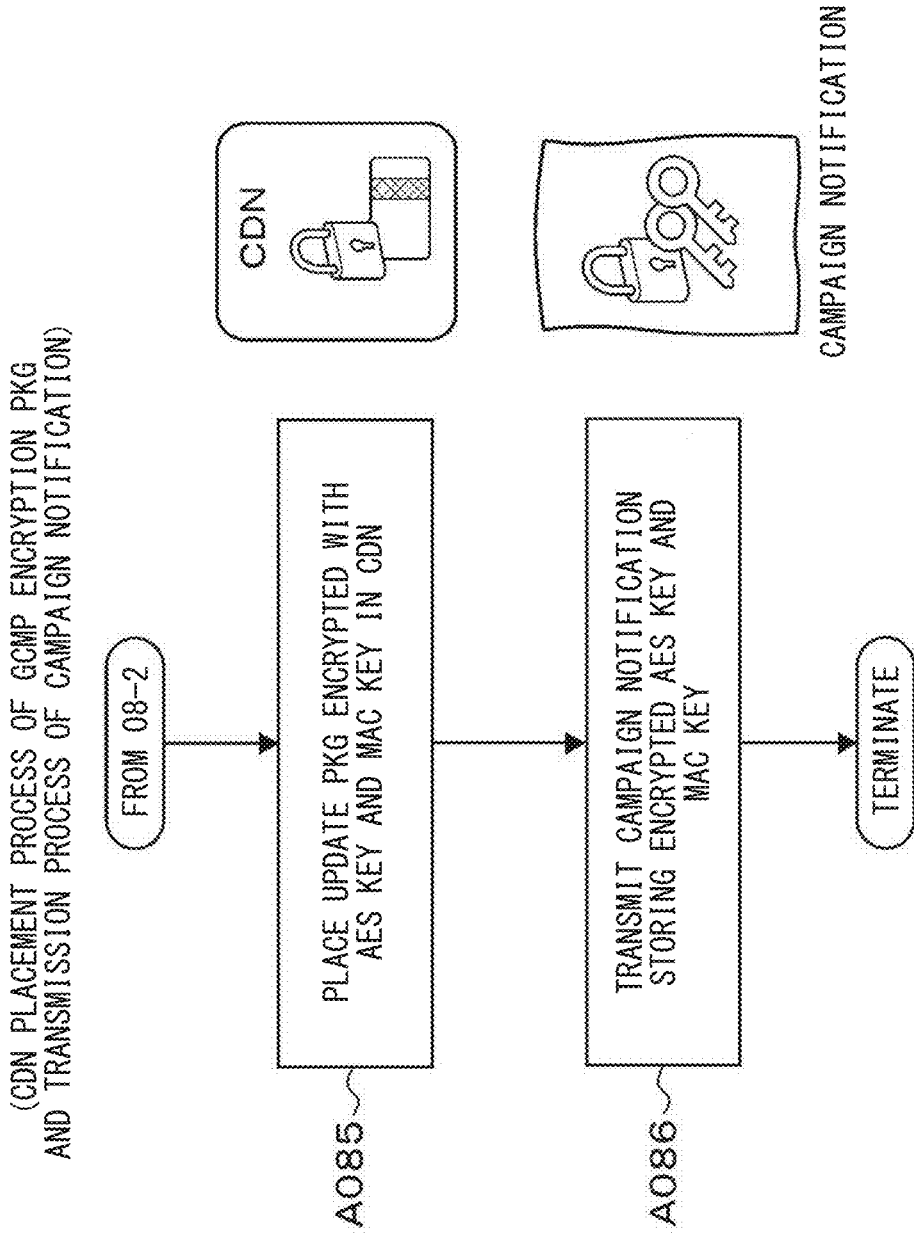 (CDN PLACEMENT PROCESS OF GCMP ENCRYPTION PKG
AND TRANSMISSION PROCESS OF CAMPAIGN NOTIFICATION)
FROM 08-2
A085
PLACE UPDATE PKG ENCRYPTED WITH
AES KEY AND MAC KEY IN CDN
CDN
A086
TRANSMIT CAMPAIGN NOTIFICATION
STORING ENCRYPTED AES KEY AND
MAC KEY
CAMPAIGN NOTIFICATION
TERMINATE